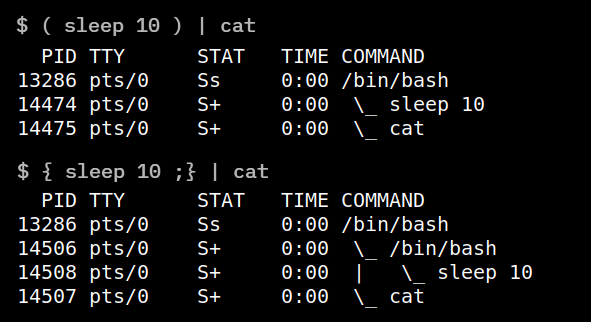 $ ( sleep 10 ) | cat
  PID TTY      STAT   TIME COMMAND
13286 pts/0    Ss     0:00 /bin/bash
14474 pts/0    S+     0:00  \_ sleep 10
14475 pts/0    S+     0:00  \_ cat
$ { sleep 10 ;} | cat
  PID TTY      STAT   TIME COMMAND
13286 pts/0    Ss     0:00 /bin/bash
14506 pts/0    S+     0:00  \_ /bin/bash
14508 pts/0    S+     0:00  |   \_ sleep 10
14507 pts/0    S+     0:00  \_ cat